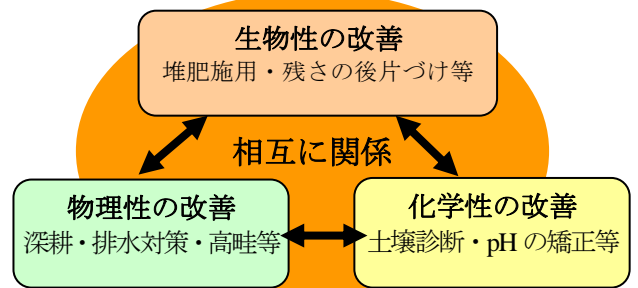 生物性の改善
堆肥施用・残さの後片づけ等
相互に関係
物理性の改善
深耕・排水対策・高畦等
化学性の改善
土壌診断・pH の矯正等